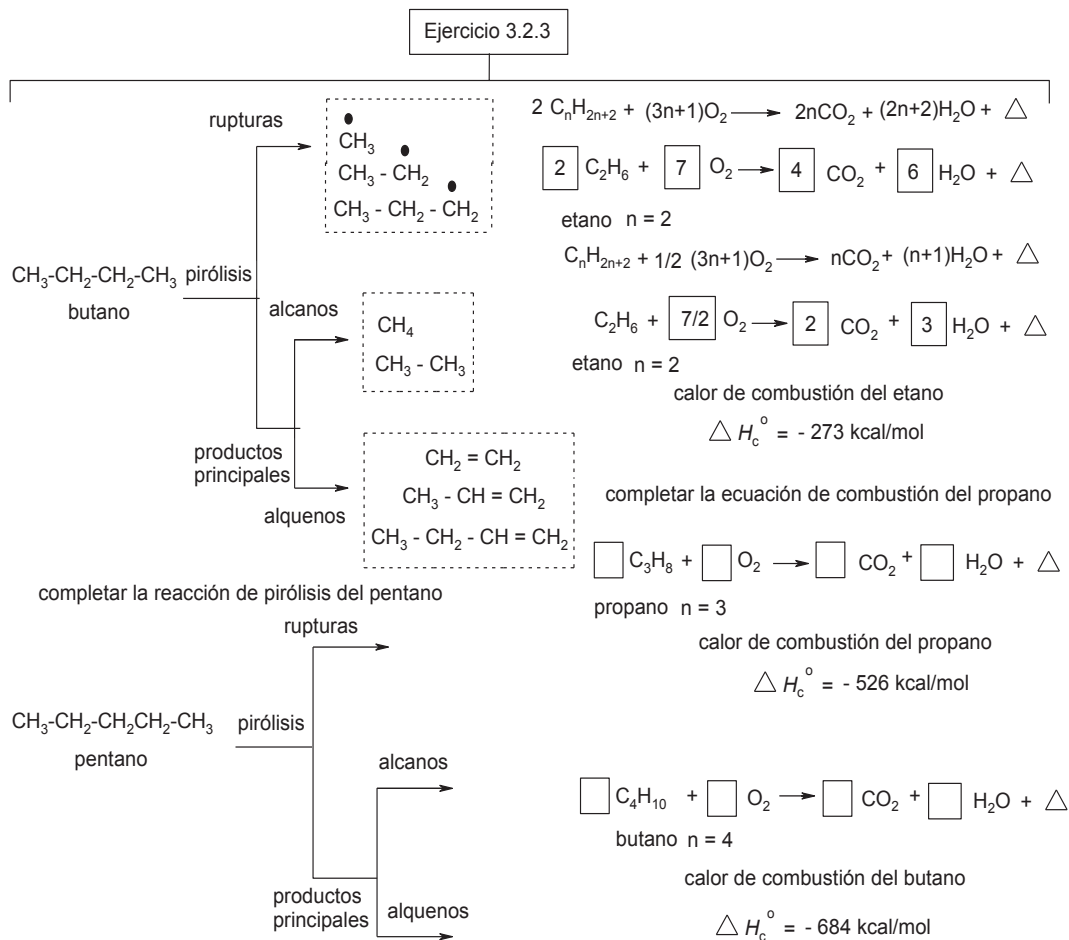 Ejercicio 3.2.3
rupturas
CH₃
CH₃ - CH₂
CH₃ - CH₂ - CH₂
CH₃-CH₂-CH₂-CH₃ pirólisis
butano
alcanos
CH₄
CH₃ - CH₃
productos
principales
alquenos
CH₂ = CH₂
CH₃ - CH = CH₂
CH₃ - CH₂ - CH = CH₂
completar la reacción de pirólisis del pentano
rupturas
CH₃-CH₂-CH₂CH₂-CH₃ pirólisis
pentano
alcanos
productos
principales
alquenos
2 CₙH₂ₙ₊₂ + (3n+1)O₂ → 2nCO₂ + (2n+2)H₂O + △
2 C₂H₆ + 7 O₂ → 4 CO₂ + 6 H₂O + △
etano n = 2
CₙH₂ₙ₊₂ + 1/2 (3n+1)O₂ → nCO₂ + (n+1)H₂O + △
C₂H₆ + 7/2 O₂ → 2 CO₂ + 3 H₂O + △
etano n = 2
calor de combustión del etano
△ H꜀° = - 273 kcal/mol
completar la ecuación de combustión del propano
□ C₃H₈ + □ O₂ → □ CO₂ + □ H₂O + △
propano n = 3
calor de combustión del propano
△ H꜀° = - 526 kcal/mol
□ C₄H₁₀ + □ O₂ → □ CO₂ + □ H₂O + △
butano n = 4
calor de combustión del butano
△ H꜀° = - 684 kcal/mol